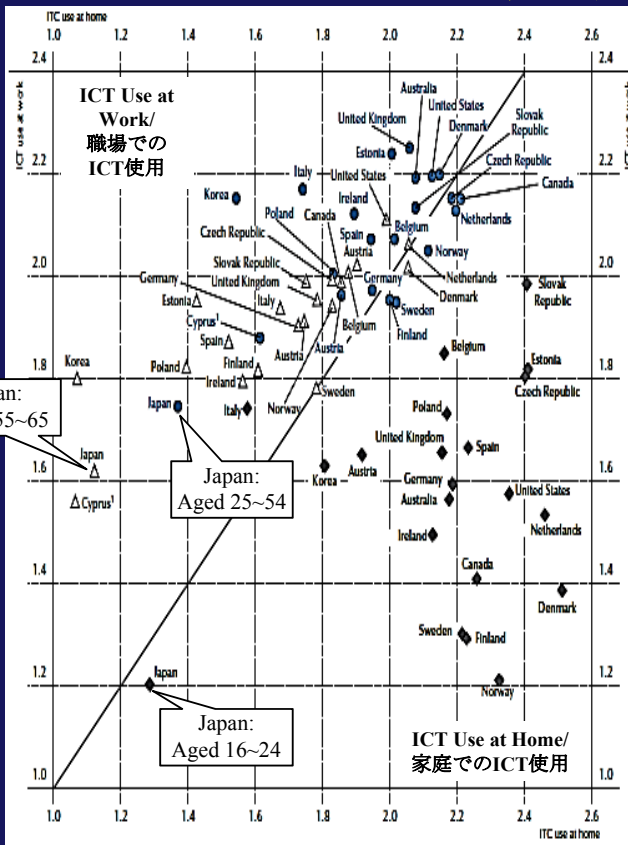 ITC use at home
1.0 1.2 1.4 1.6 1.8 2.0 2.2 2.4 2.6
ICT use at work
ICT use at work
2.4 2.4
ICT Use at
Work/
職場での
ICT使用
Australia
United States
Denmark
Slovak
Republic
Czech Republic
Canada
United Kingdom
Estonia
United States
2.2 2.2
Italy
Korea
Ireland
Canada
Poland
Spain
Belgium
Netherlands
Norway
Czech Republic
Slovak Republic
Germany
United Kingdom
Austria
Germany
Netherlands
Denmark
2.0 2.0
Slovak
Republic
Estonia
Italy
Cyprus¹
Spain
Austria
Austria
Belgium
Sweden
Finland
Belgium
Estonia
Czech Republic
Korea
Poland
Finland
Ireland
Norway
Sweden
1.8 1.8
an:
55~65
Japan
Italy
Poland
United Kingdom
Spain
Japan
Japan:
Aged 25~54
Korea
Austria
1.6 1.6
Cyprus¹
Germany
Australia
United States
Ireland
Netherlands
Canada
1.4 1.4
Denmark
Sweden
Finland
Japan
1.2 1.2
Norway
Japan:
Aged 16~24
ICT Use at Home/
家庭でのICT使用
1.0 1.0
1.0 1.2 1.4 1.6 1.8 2.0 2.2 2.4 2.6
ITC use at home